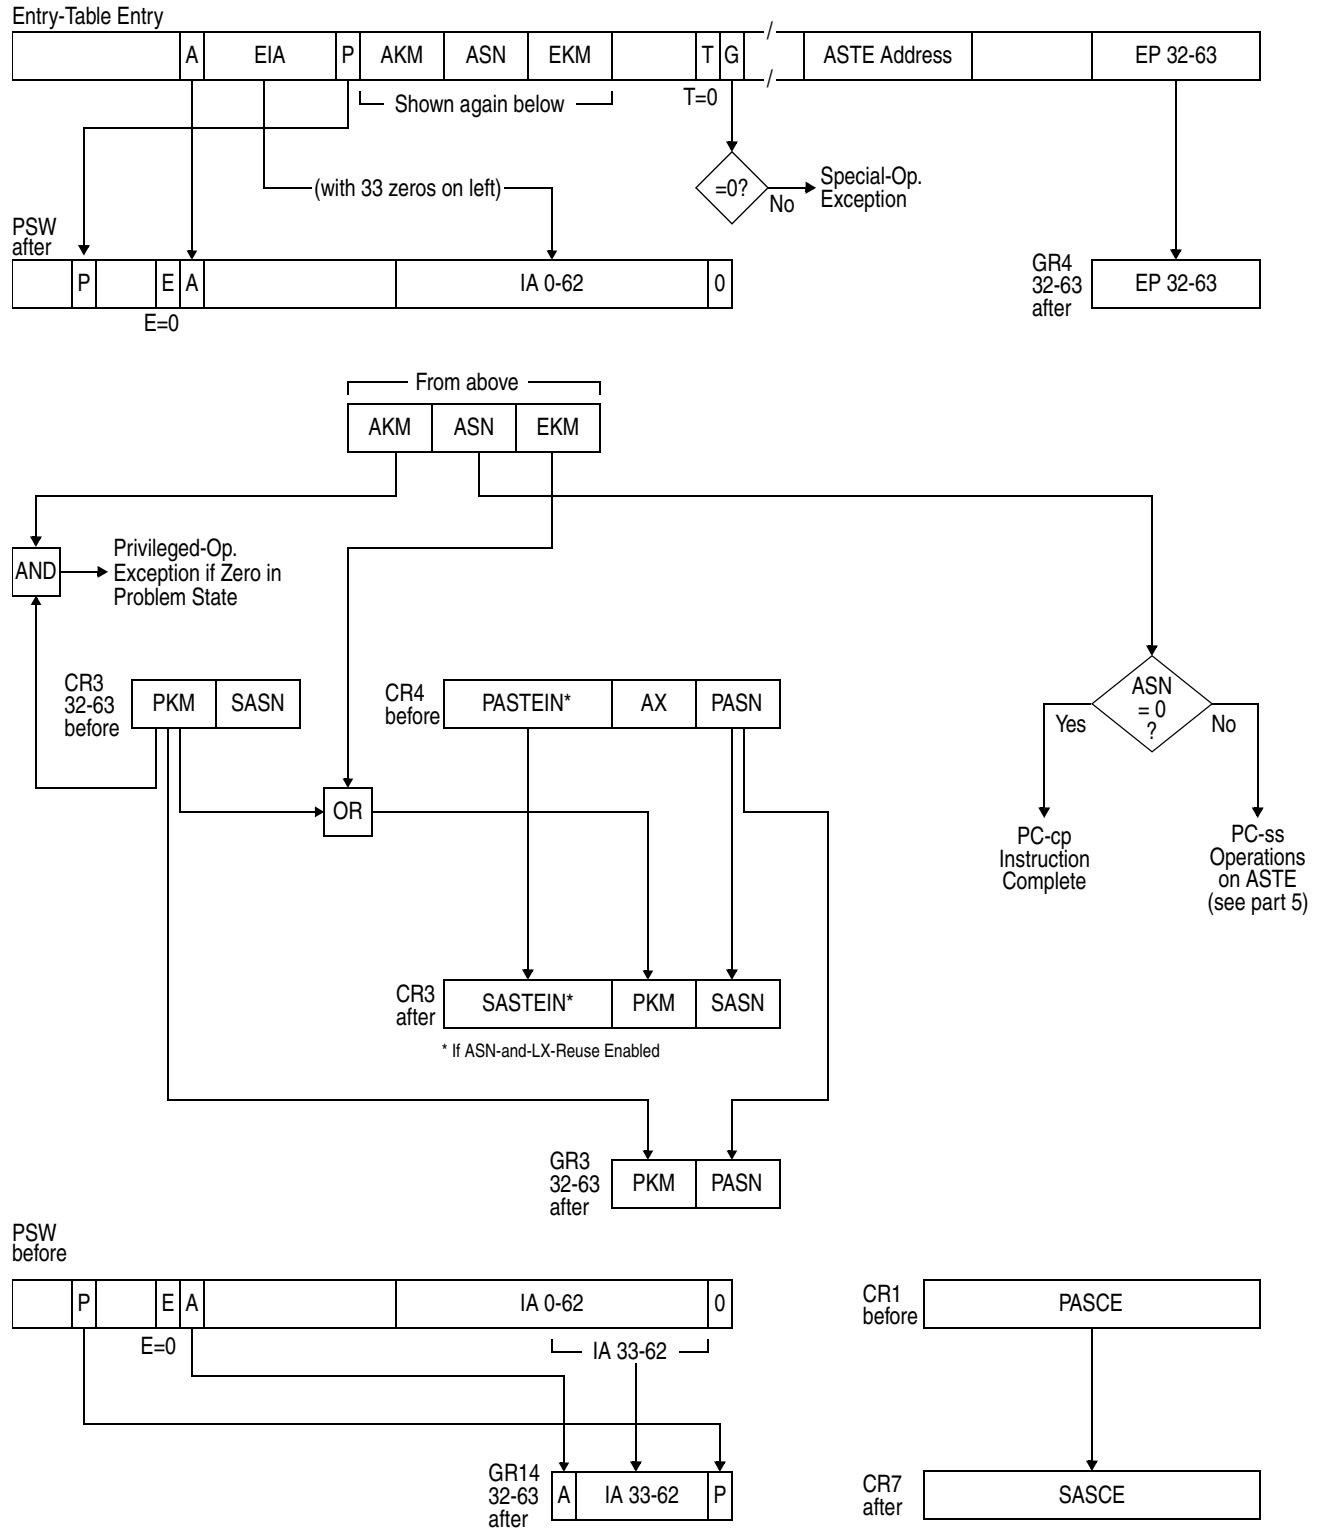 Entry-Table Entry
A EIA P AKM ASN EKM T G / / ASTE Address EP 32-63
Shown again below
T=0
=0?
No
Special-Op.
Exception
(with 33 zeros on left)
PSW
after
P E A IA 0-62 0
E=0
GR4
32-63
after
EP 32-63
From above
AKM ASN EKM
AND
Privileged-Op.
Exception if Zero in
Problem State
CR3
32-63
before
PKM SASN
CR4
before
PASTEIN* AX PASN
ASN
= 0
?
Yes
No
OR
PC-cp
Instruction
Complete
PC-ss
Operations
on ASTE
(see part 5)
CR3
after
SASTEIN* PKM SASN
* If ASN-and-LX-Reuse Enabled
GR3
32-63
after
PKM PASN
PSW
before
P E A IA 0-62 0
E=0
IA 33-62
CR1
before
PASCE
GR14
32-63
after
A IA 33-62 P
CR7
after
SASCE